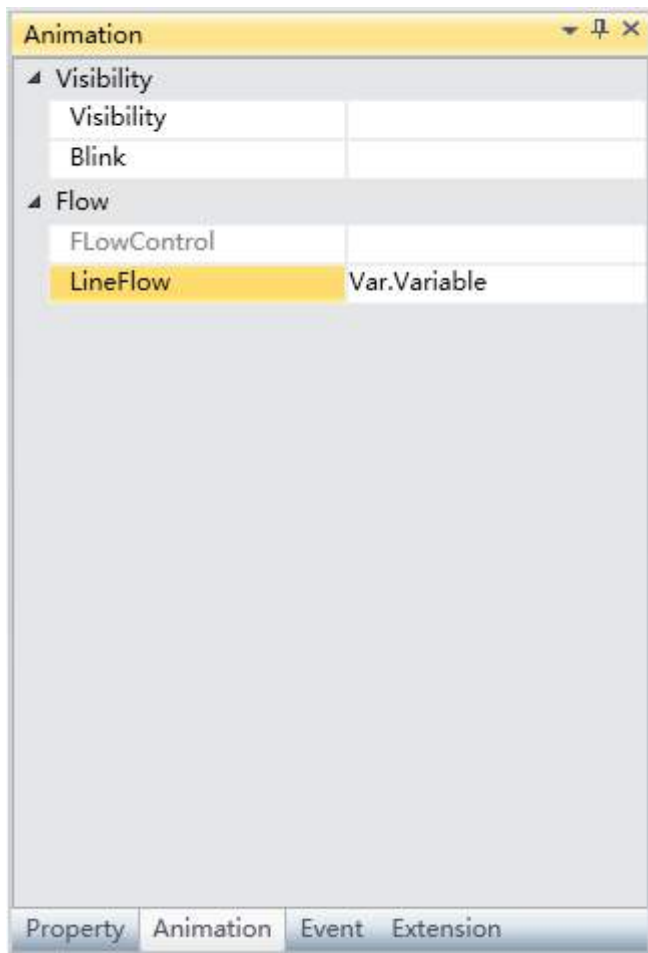 Animation
Visibility
Visibility
Blink
Flow
FLowControl
LineFlow Var.Variable
Property Animation Event Extension